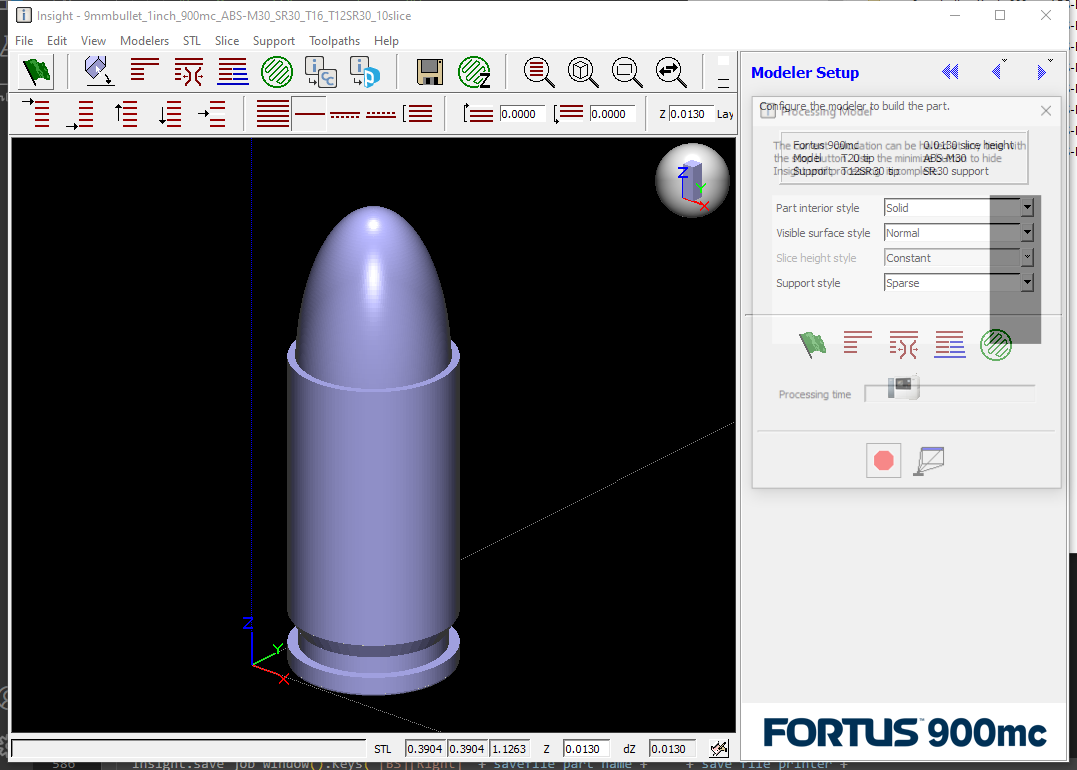 Insight - 9mmbullet_1inch_900mc_ABS-M30_SR30_T16_T12SR30_10slice
File Edit View Modelers STL Slice Support Toolpaths Help
0.0000 0.0000 Z 0.0130 Lay
Z
Y
X
Z
Y
X
STL 0.3904 0.3904 1.1263 Z 0.0130 dZ 0.0130
Modeler Setup
Configure the modeler to build the part.
Processing Model
Fortus 900mc 0.0130 slice height
Model T20 tip ABS-M30
Support T12SR30 tip SR30 support
Part interior style Solid
Visible surface style Normal
Slice height style Constant
Support style Sparse
Processing time
FORTUS 900mc
586 insight.save_job_window().keys(